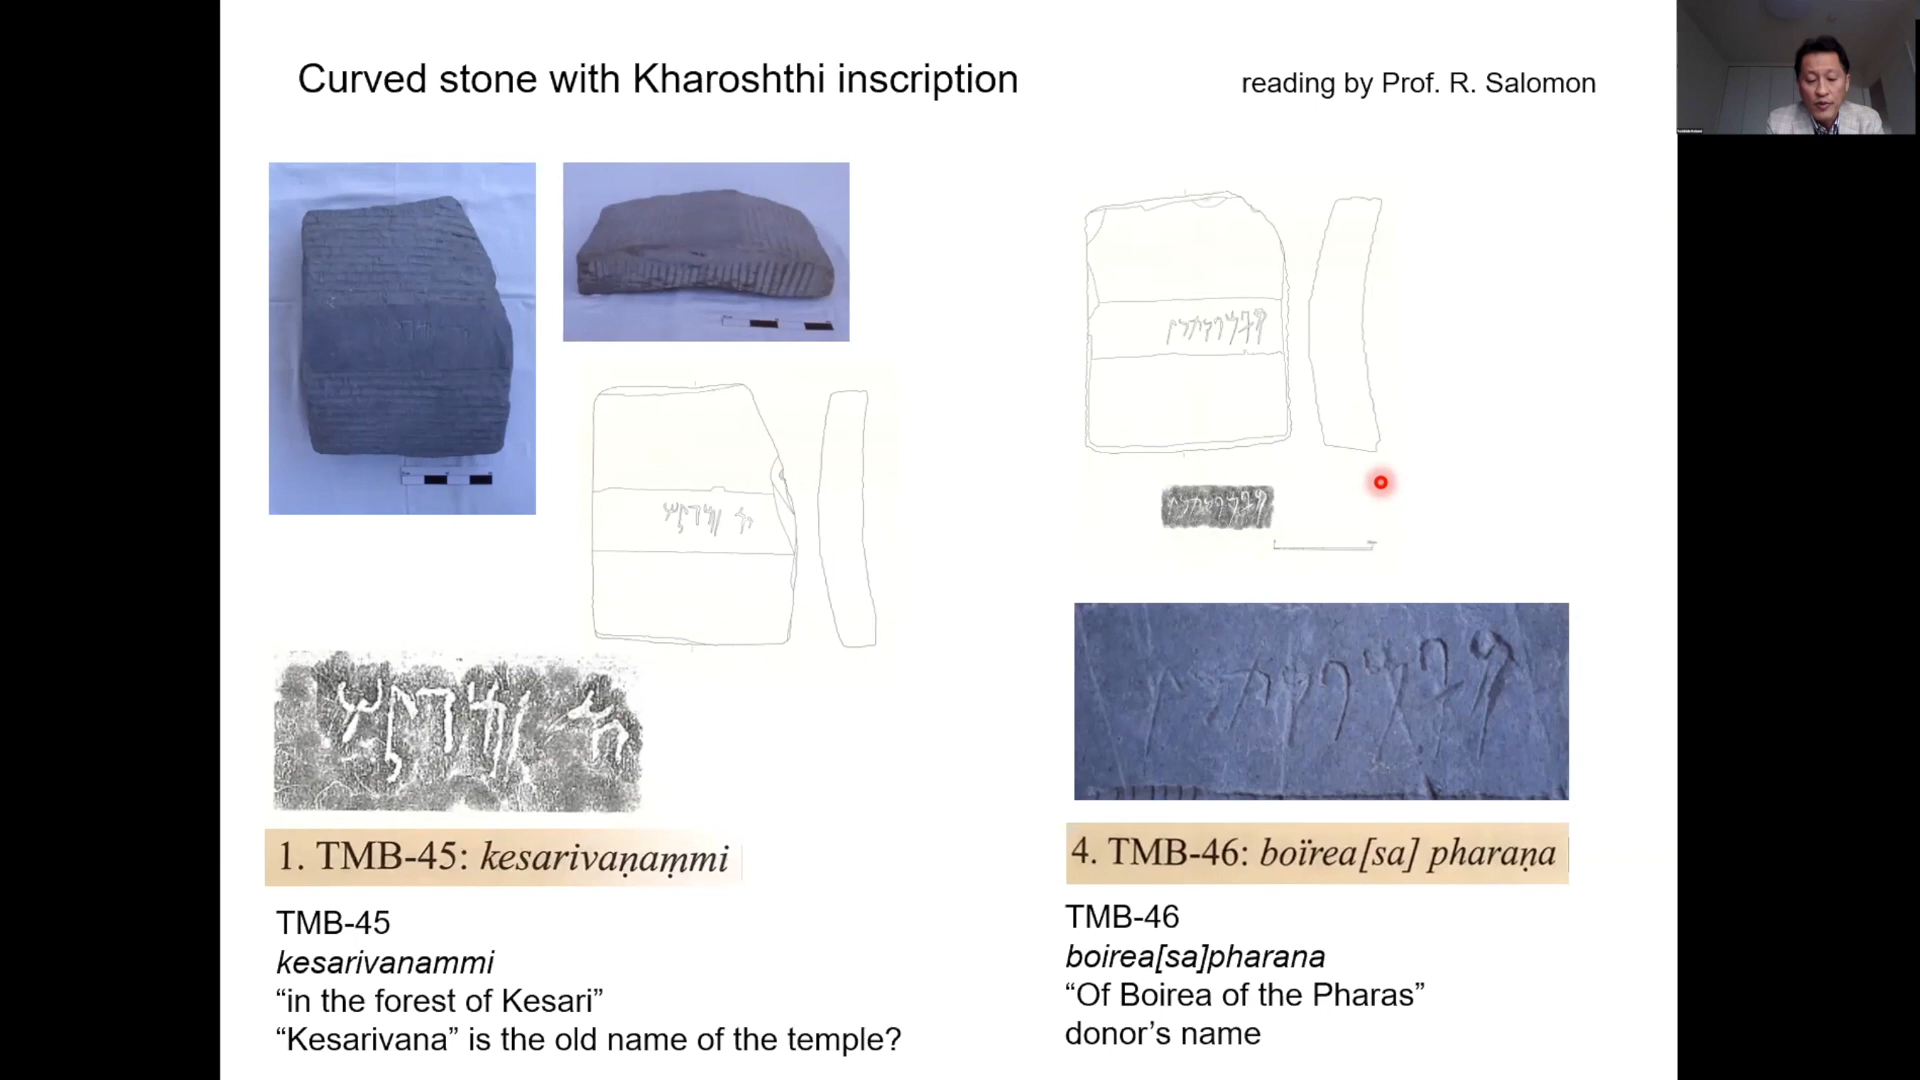 Curved stone with Kharoshthi inscription
reading by Prof. R. Salomon
1. TMB-45: kesarivaṇaṃmi
TMB-45
kesarivanammi
“in the forest of Kesari”
“Kesarivana” is the old name of the temple?
4. TMB-46: boïrea[sa] pharaṇa
TMB-46
boirea[sa]pharana
“Of Boirea of the Pharas”
donor’s name